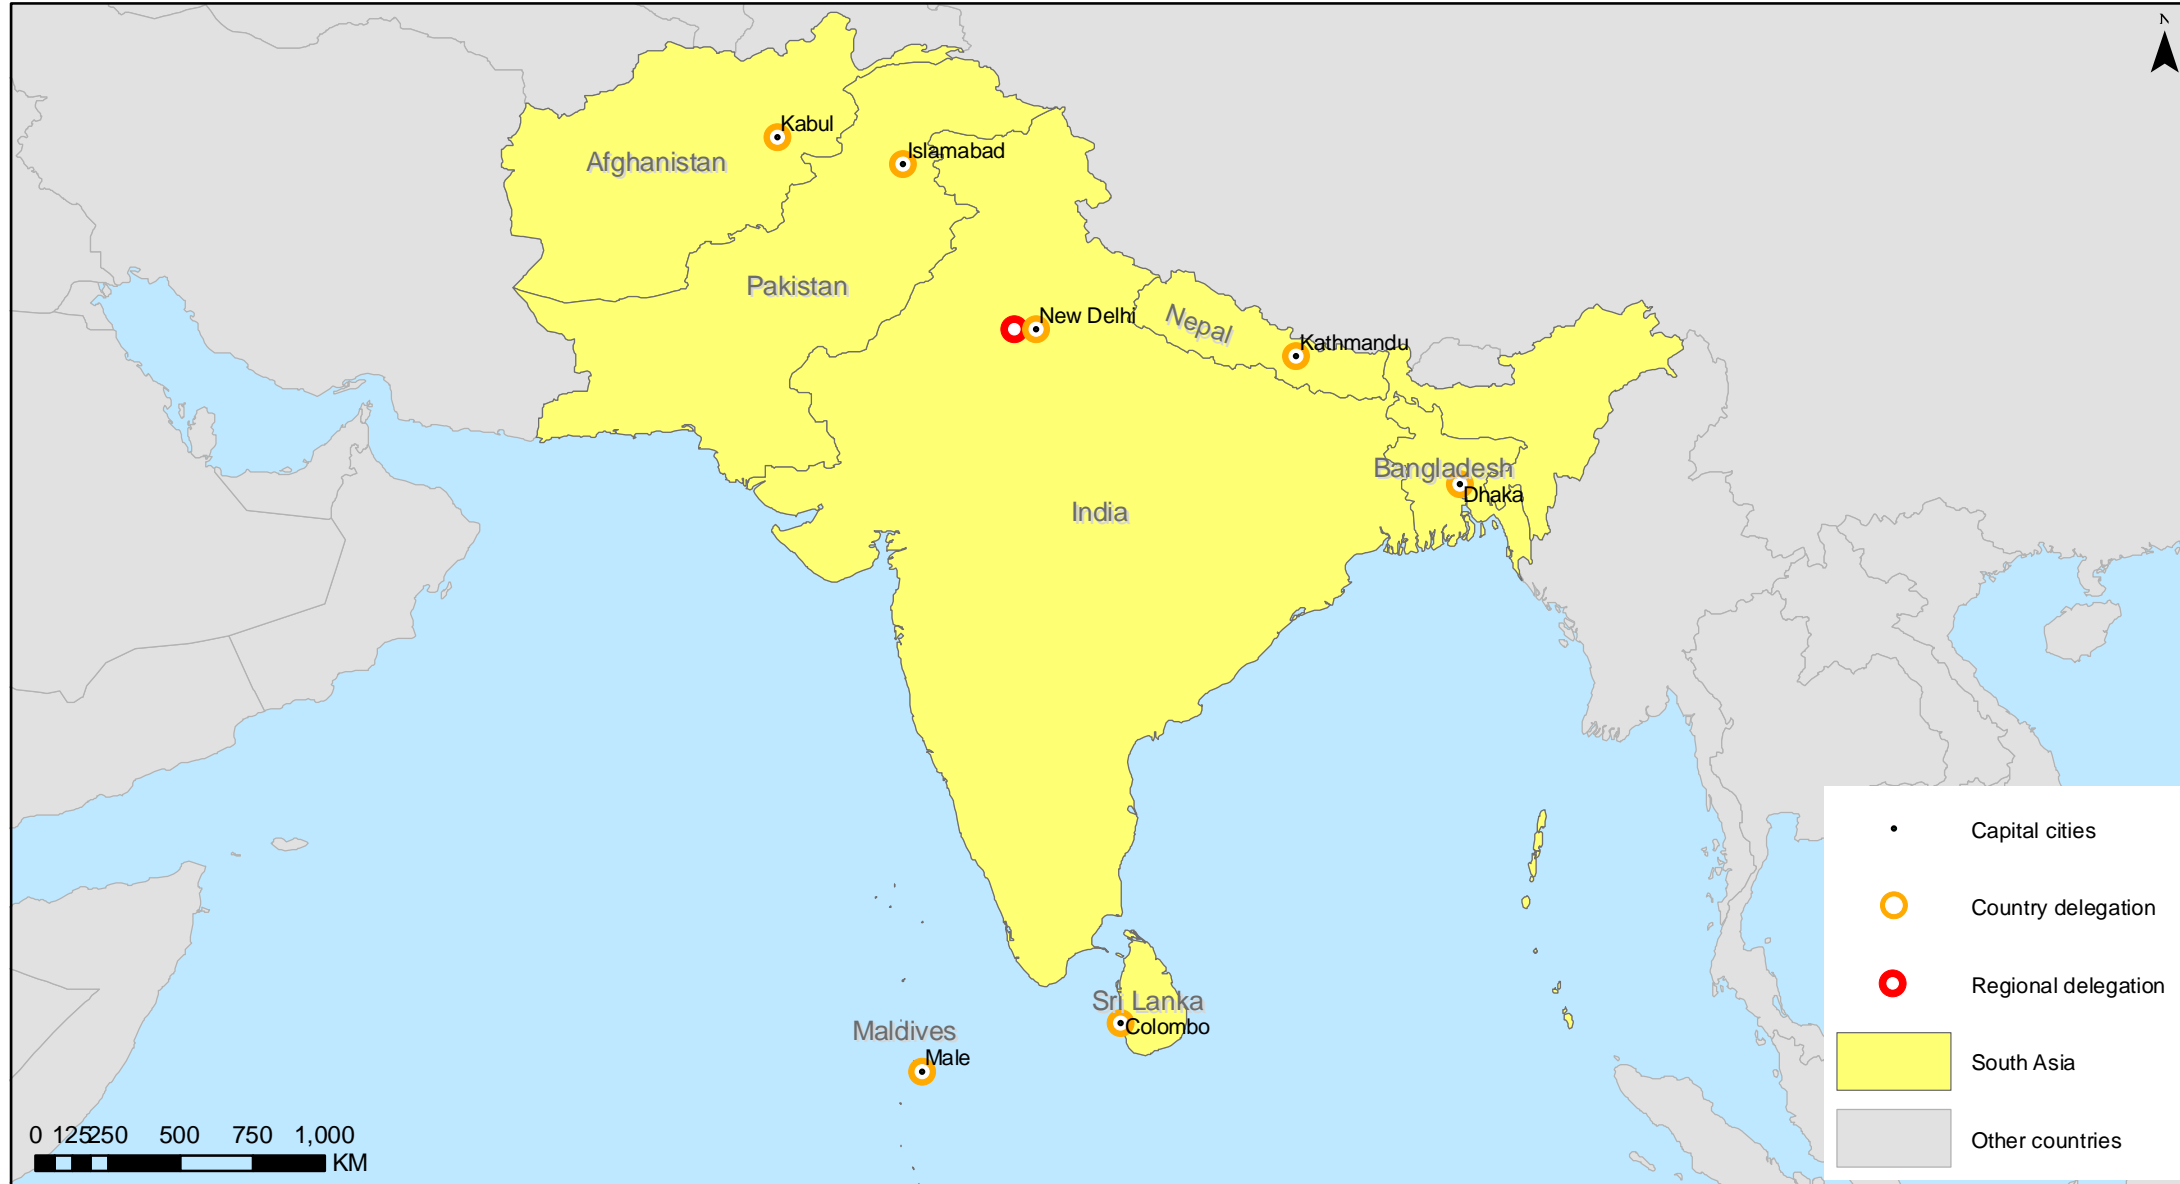 N
Kabul
Islamabad
Afghanistan
Pakistan
New Delhi
Nepal
Kathmandu
Bangladesh
Dhaka
India
Sri Lanka
Colombo
Maldives
Male
Capital cities
Country delegation
Regional delegation
South Asia
Other countries
0 125 250 500 750 1,000
KM